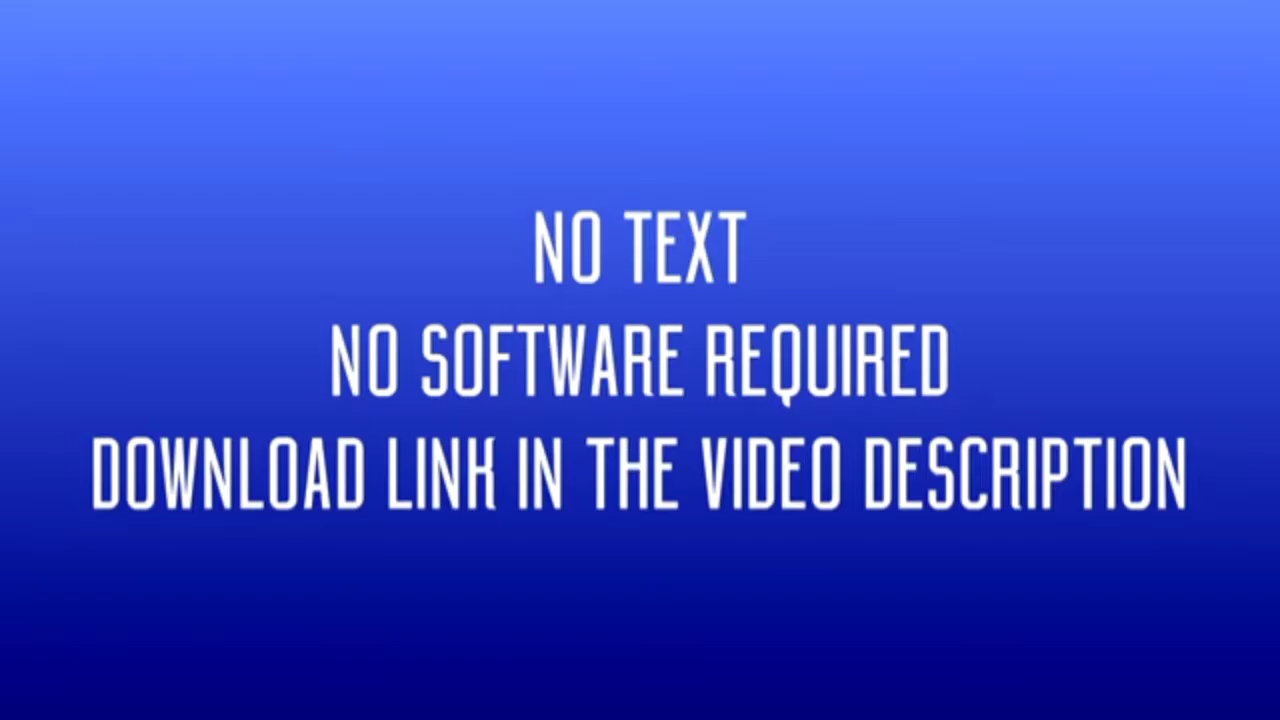 NO TEXT
NO SOFTWARE REQUIRED
DOWNLOAD LINK IN THE VIDEO DESCRIPTION